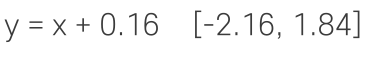 y = x + 0.16 [-2.16, 1.84]